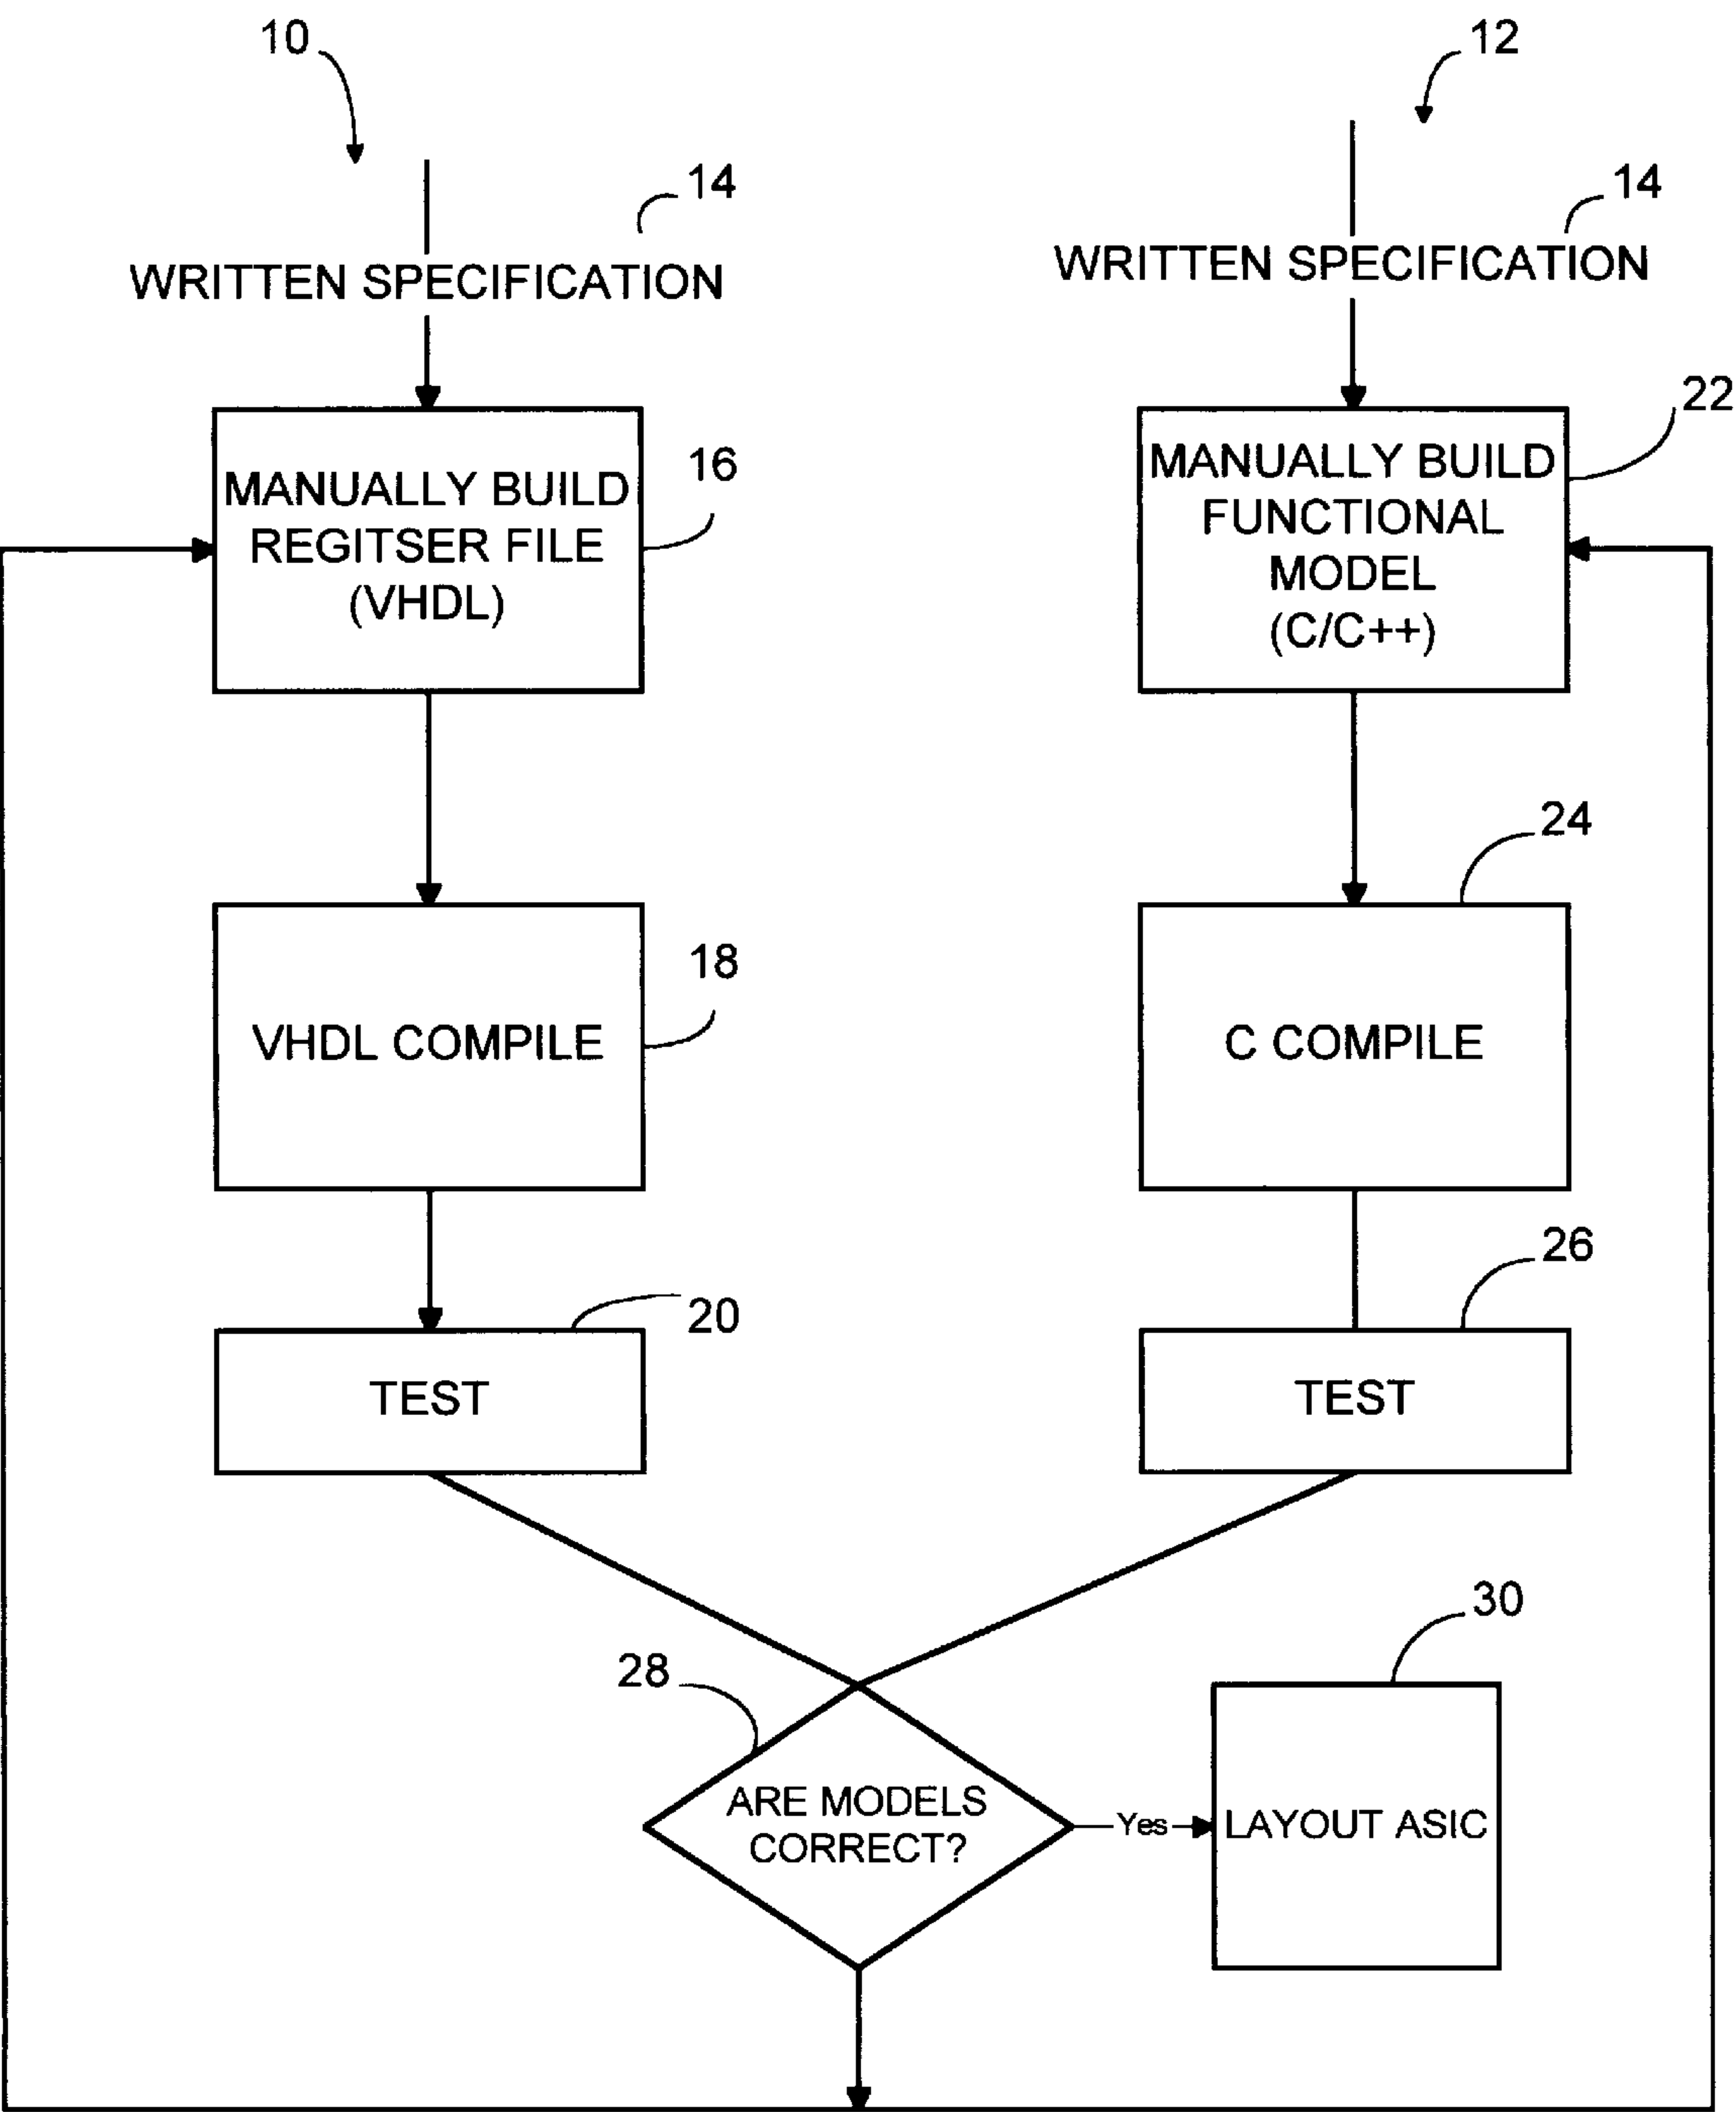 10
12
14
14
WRITTEN SPECIFICATION
WRITTEN SPECIFICATION
22
16
MANUALLY BUILD
REGITSER FILE
(VHDL)
MANUALLY BUILD
FUNCTIONAL
MODEL
(C/C++)
24
18
VHDL COMPILE
C COMPILE
26
20
TEST
TEST
30
28
ARE MODELS
CORRECT?
Yes
LAYOUT ASIC